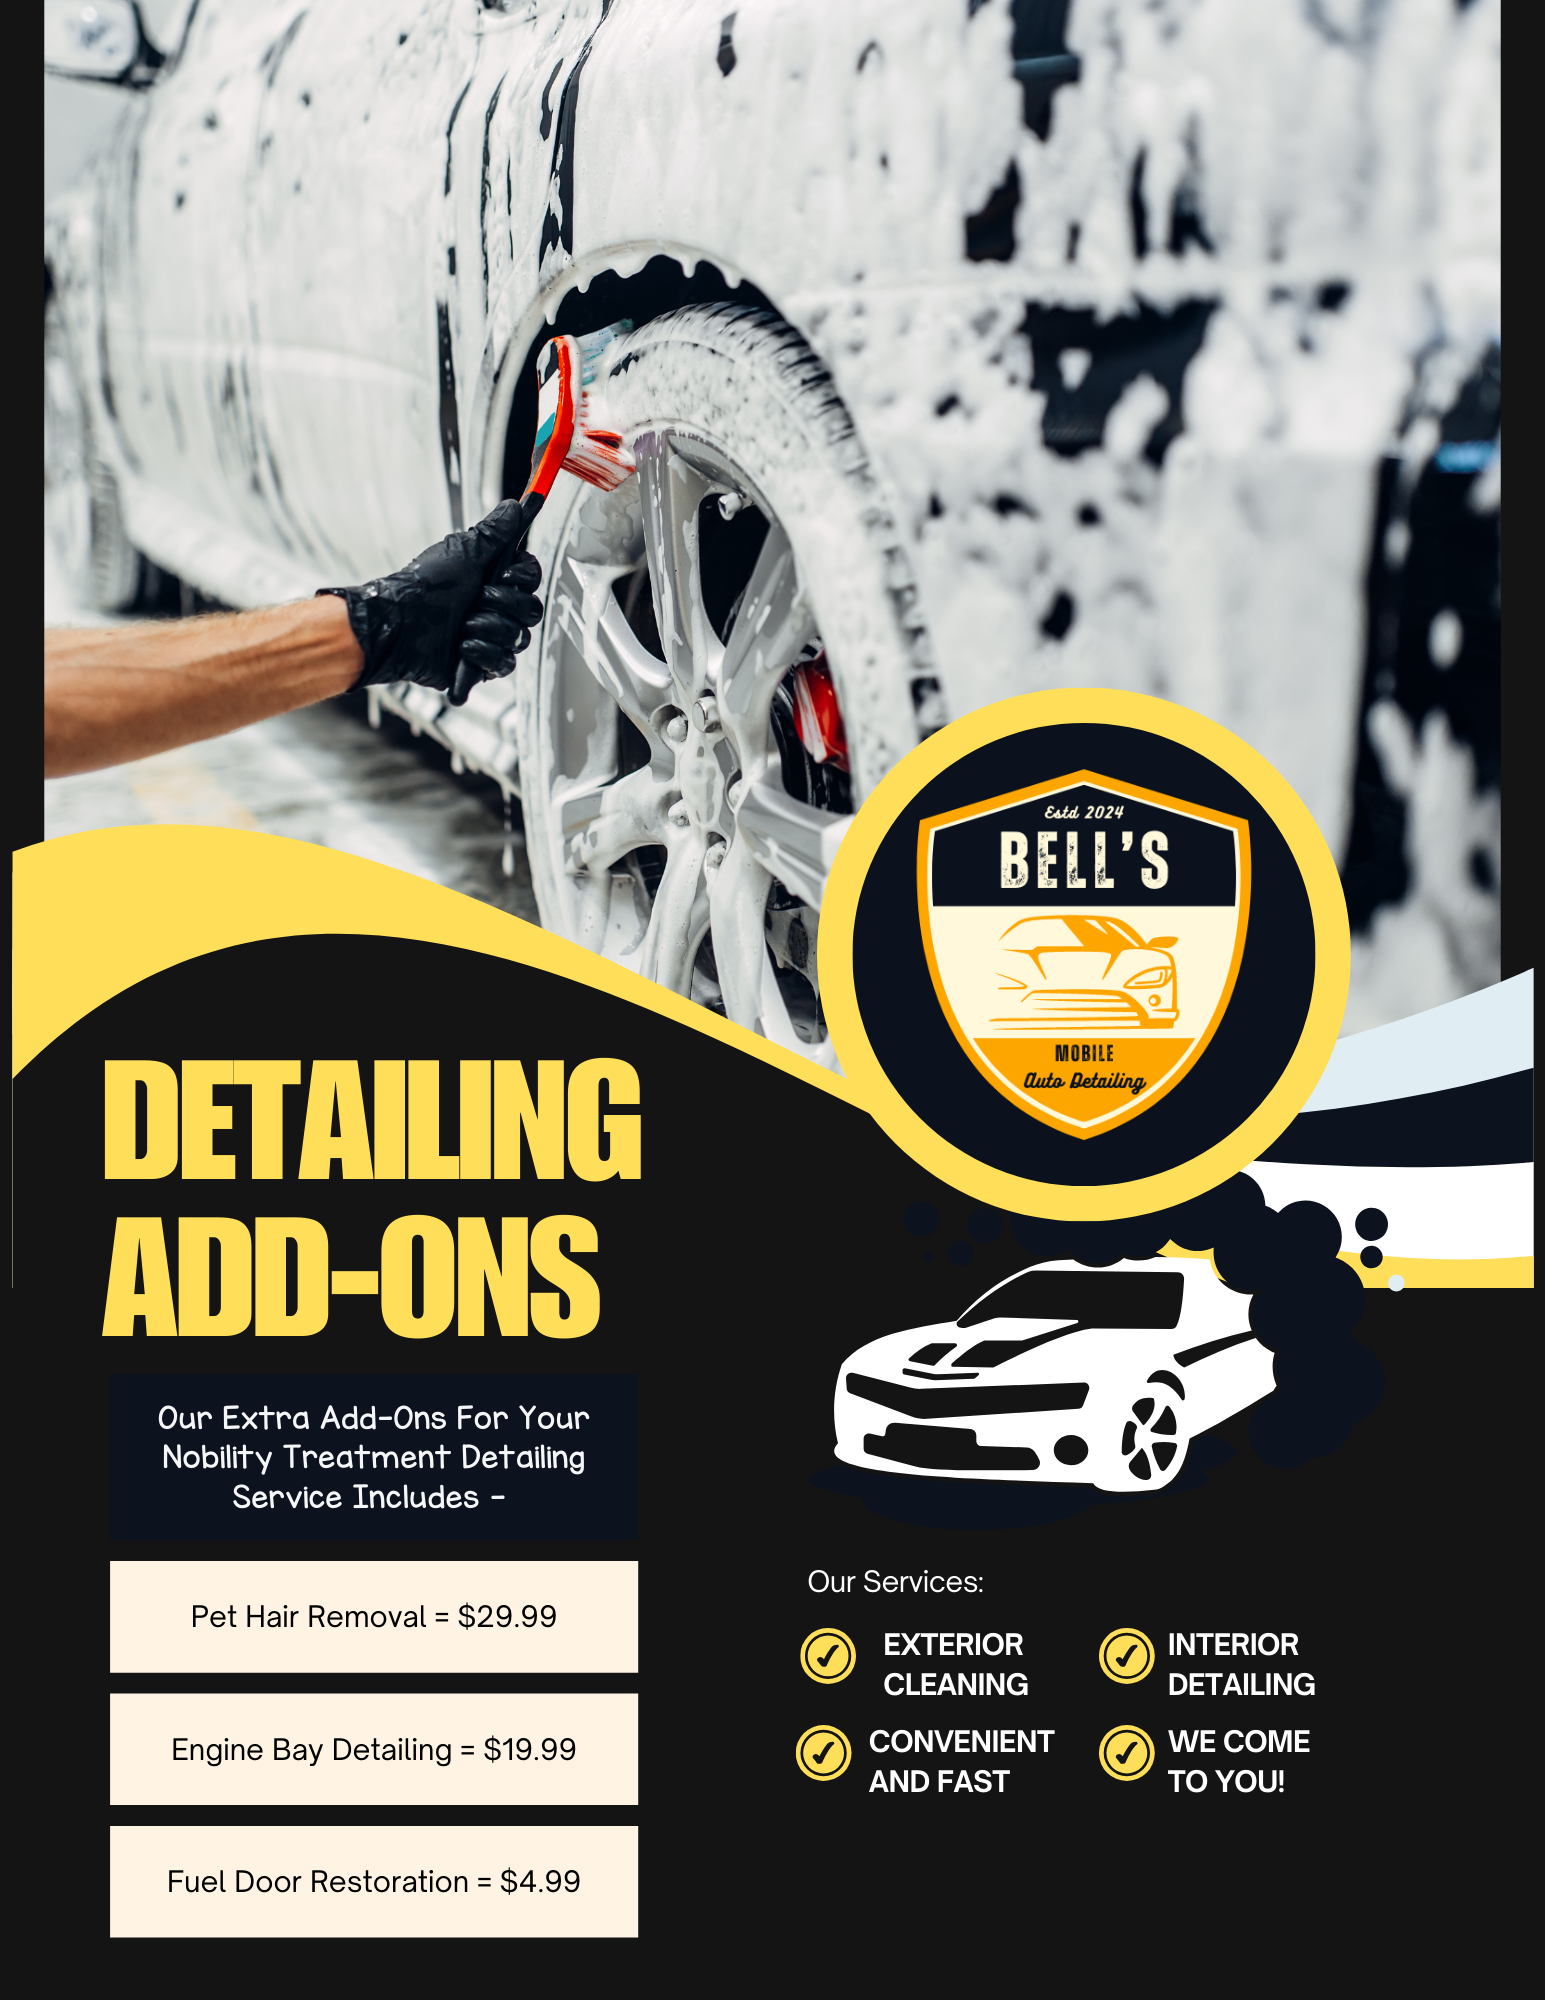 Estd 2024
BELL'S
MOBILE
Auto Detailing
DETAILING
ADD-ONS
Our Extra Add-Ons For Your
Nobility Treatment Detailing
Service Includes -
Pet Hair Removal = $29.99
Engine Bay Detailing = $19.99
Fuel Door Restoration = $4.99
Our Services:
EXTERIOR
CLEANING
INTERIOR
DETAILING
CONVENIENT
AND FAST
WE COME
TO YOU!